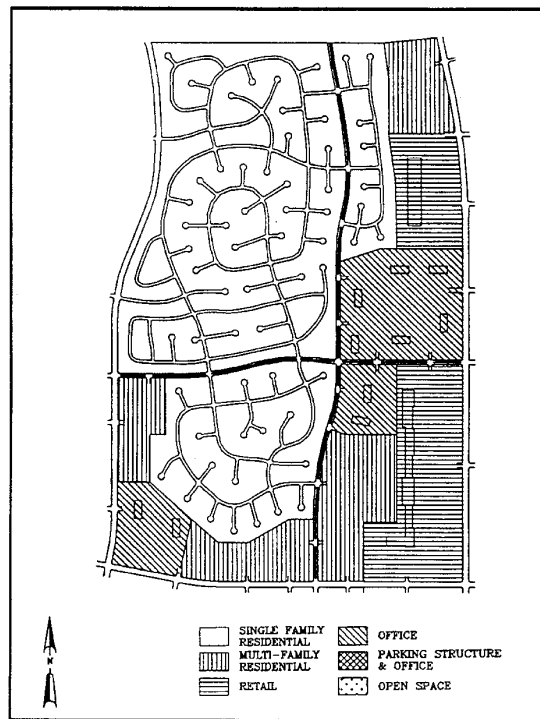 N
SINGLE FAMILY
RESIDENTIAL
MULTI-FAMILY
RESIDENTIAL
RETAIL
OFFICE
PARKING STRUCTURE
& OFFICE
OPEN SPACE